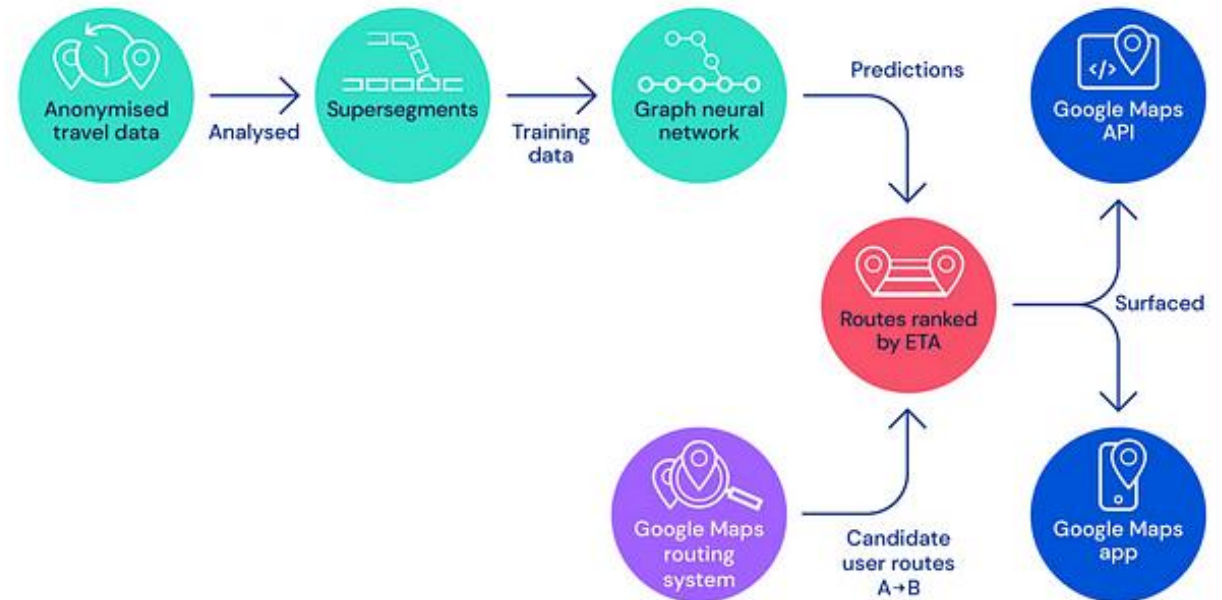 Anonymised
travel data
Analysed
Supersegments
Training
data
Graph neural
network
Predictions
</>
Google Maps
API
Routes ranked
by ETA
Surfaced
Google Maps
routing
system
Candidate
user routes
A→B
Google Maps
app